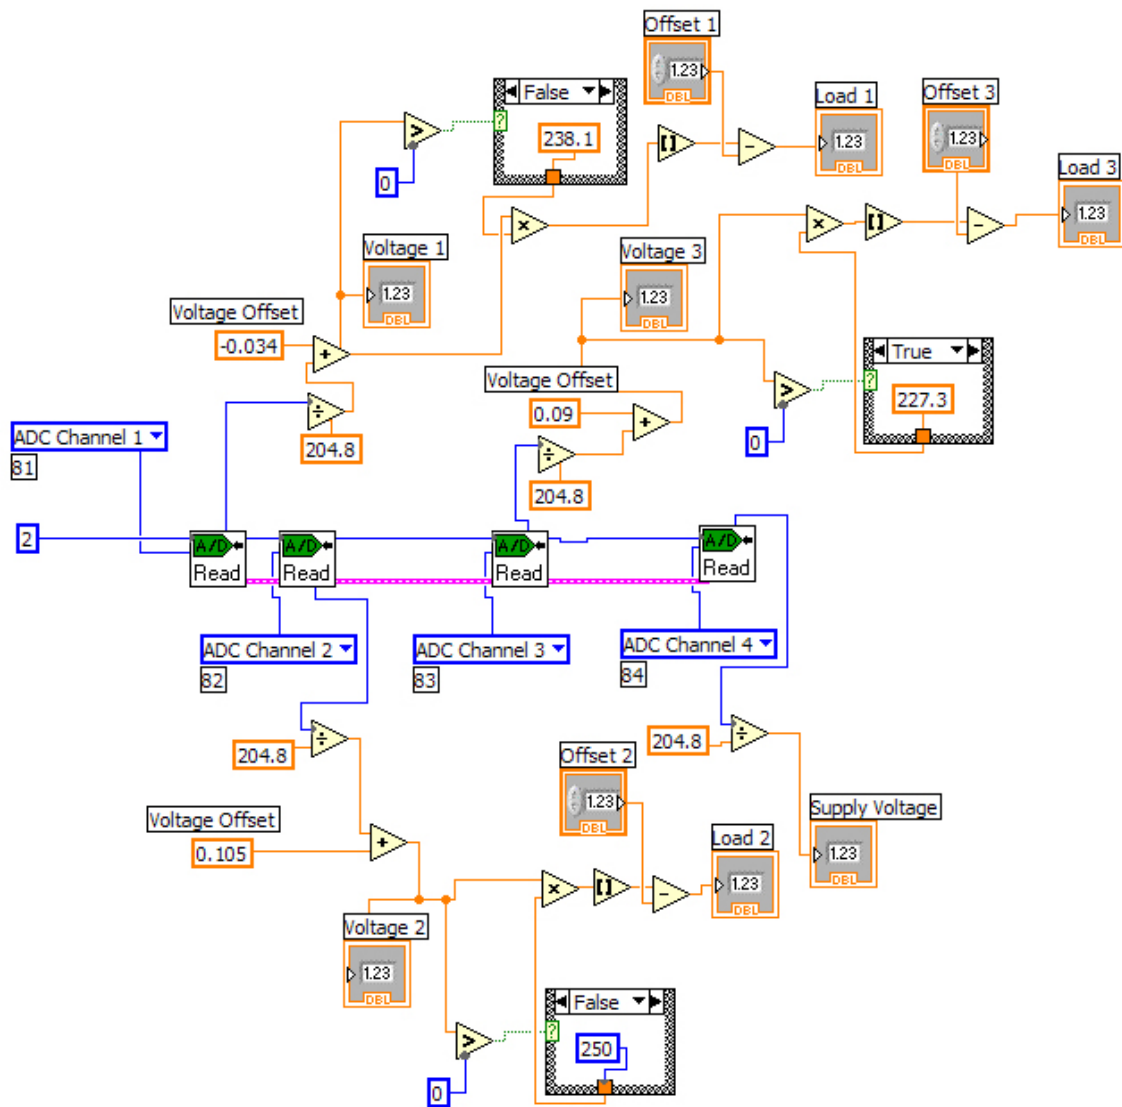 Offset 1
1.23
DBL
False
238.1
>
?
0
×
[]
-
Load 1
1.23
DBL
Offset 3
1.23
DBL
Load 3
1.23
DBL
×
[]
-
Voltage 1
1.23
DBL
Voltage 3
1.23
DBL
Voltage Offset
-0.034
+
÷
204.8
Voltage Offset
0.09
+
÷
204.8
>
0
True
?
227.3
ADC Channel 1
81
2
A/D
Read
A/D
Read
A/D
Read
A/D
Read
ADC Channel 2
82
ADC Channel 3
83
ADC Channel 4
84
204.8
÷
204.8
÷
Offset 2
1.23
DBL
Supply Voltage
1.23
DBL
Voltage Offset
0.105
+
×
[]
-
Load 2
1.23
DBL
Voltage 2
1.23
DBL
>
0
False
?
250